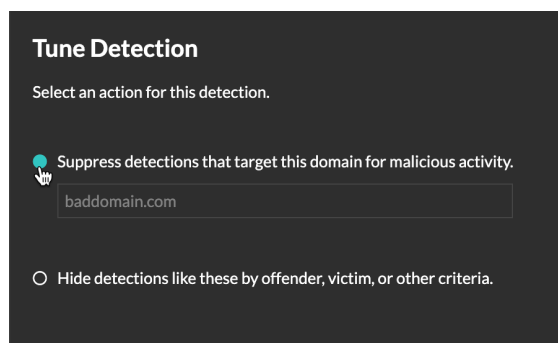 Tune Detection
Select an action for this detection.
Suppress detections that target this domain for malicious activity.
baddomain.com
Hide detections like these by offender, victim, or other criteria.